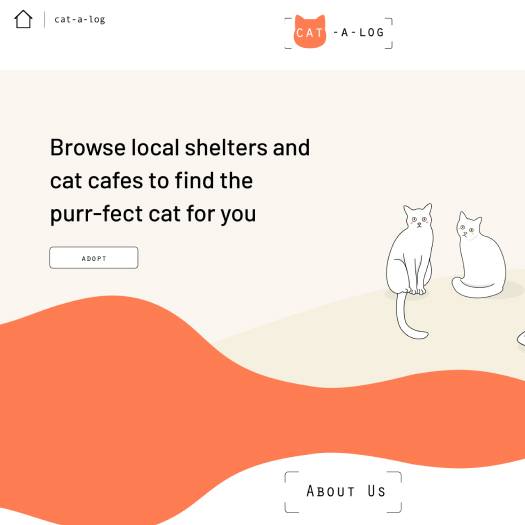 cat-a-log
CAT-A-LOG
Browse local shelters and
cat cafes to find the
purr-fect cat for you
ADOPT
About Us